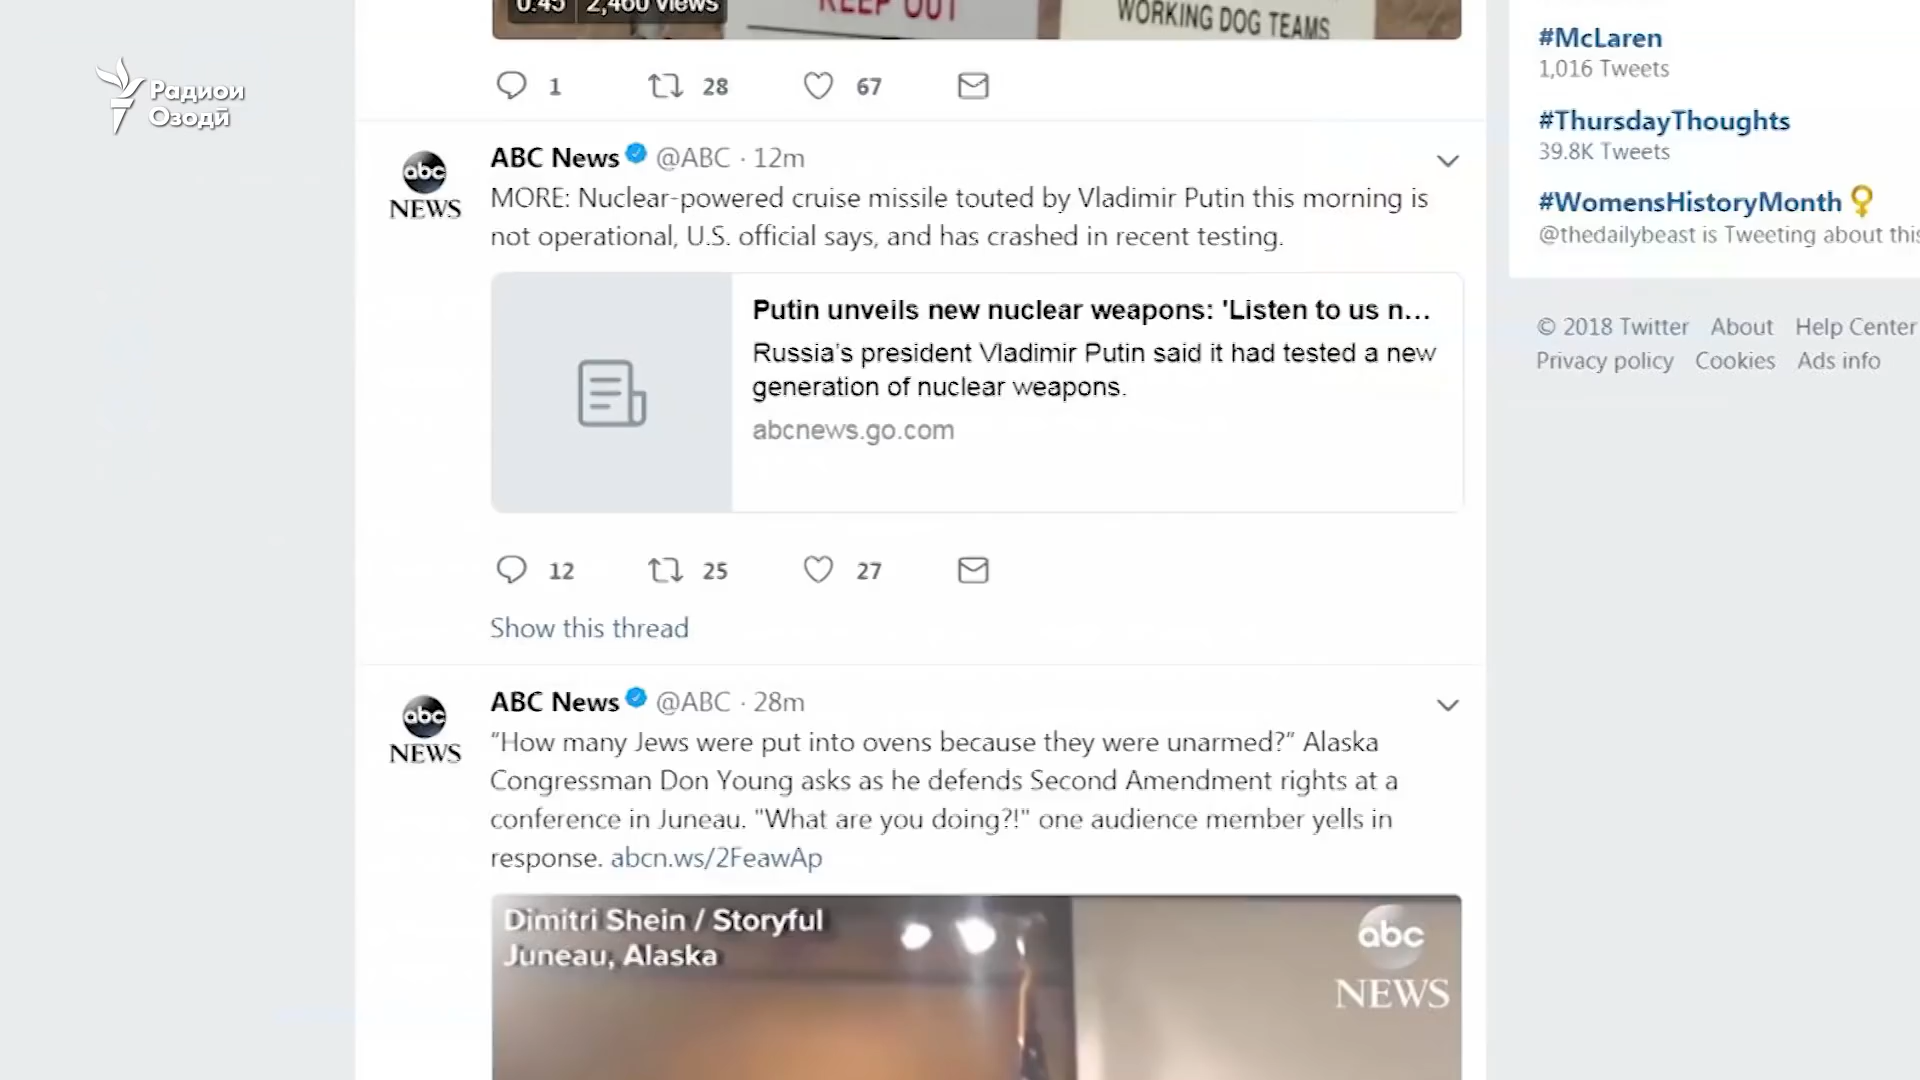 0:45 2,460 views
KEEP OUT
WORKING DOG TEAMS
#McLaren
1,016 Tweets
Радиои
Озодӣ
1 28 67
#ThursdayThoughts
39.8K Tweets
abc
NEWS
ABC News @ABC · 12m
MORE: Nuclear-powered cruise missile touted by Vladimir Putin this morning is
not operational, U.S. official says, and has crashed in recent testing.
#WomensHistoryMonth
@thedailybeast is Tweeting about this
Putin unveils new nuclear weapons: 'Listen to us n...
Russia's president Vladimir Putin said it had tested a new
generation of nuclear weapons.
abcnews.go.com
© 2018 Twitter About Help Center
Privacy policy Cookies Ads info
12 25 27
Show this thread
abc
NEWS
ABC News @ABC · 28m
“How many Jews were put into ovens because they were unarmed?” Alaska
Congressman Don Young asks as he defends Second Amendment rights at a
conference in Juneau. "What are you doing?!" one audience member yells in
response. abcn.ws/2FeawAp
Dimitri Shein / Storyful
Juneau, Alaska
abc
NEWS